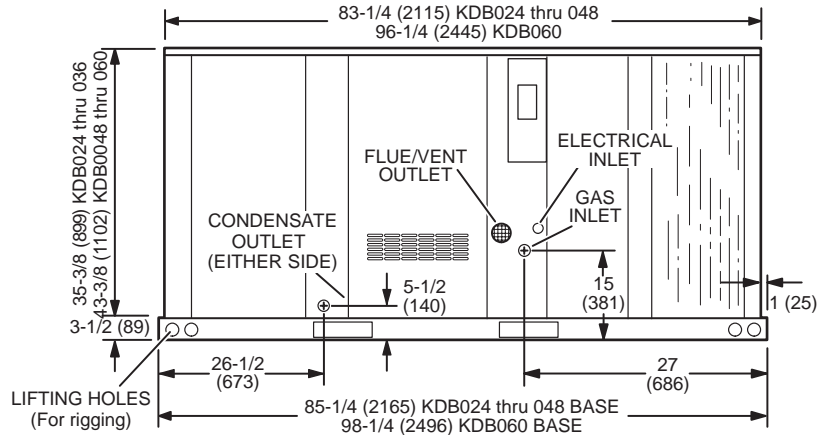 83-1/4 (2115) KDB024 thru 048
96-1/4 (2445) KDB060
35-3/8 (899) KDB024 thru 036
43-3/8 (1102) KDB0048 thru 060
FLUE/VENT
OUTLET
ELECTRICAL
INLET
GAS
INLET
CONDENSATE
OUTLET
(EITHER SIDE)
5-1/2
(140)
15
(381)
1 (25)
3-1/2 (89)
26-1/2
(673)
27
(686)
LIFTING HOLES
(For rigging)
85-1/4 (2165) KDB024 thru 048 BASE
98-1/4 (2496) KDB060 BASE